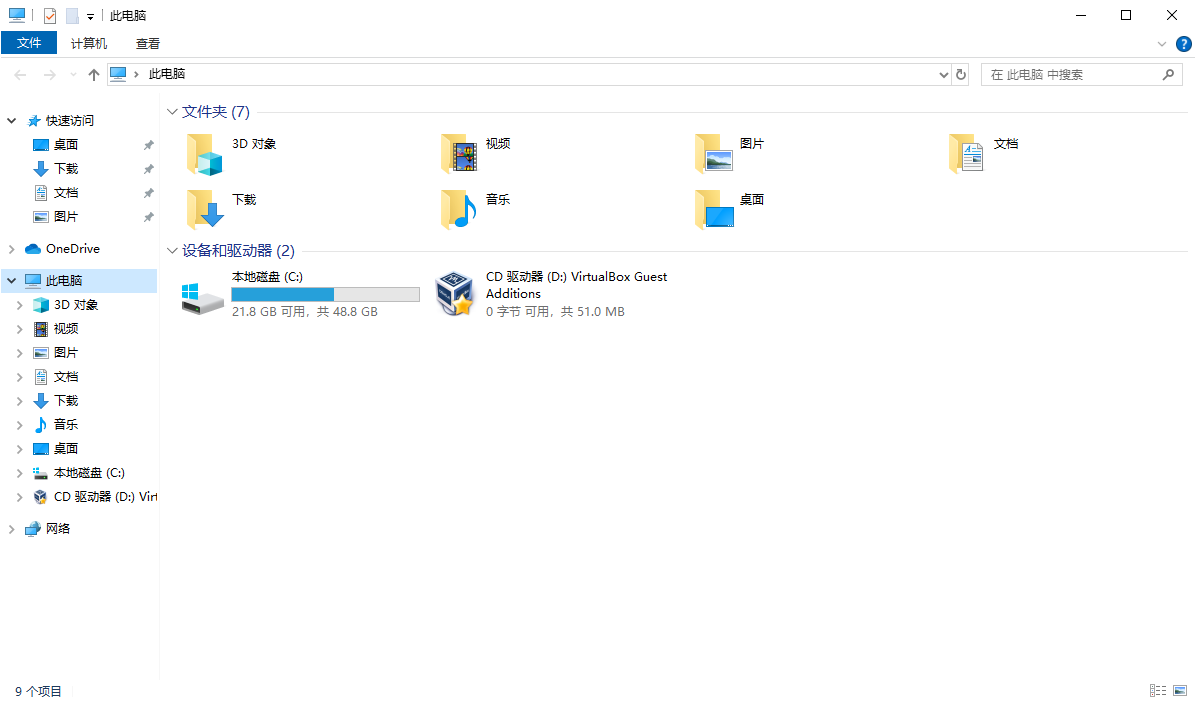 此电脑
文件 计算机 查看
此电脑
在 此电脑 中搜索
快速访问
桌面
下载
文档
图片
OneDrive
此电脑
3D 对象
视频
图片
文档
下载
音乐
桌面
本地磁盘 (C:)
CD 驱动器 (D:) Virt
网络
文件夹 (7)
3D 对象
视频
图片
文档
下载
音乐
桌面
设备和驱动器 (2)
本地磁盘 (C:)
21.8 GB 可用，共 48.8 GB
CD 驱动器 (D:) VirtualBox Guest
Additions
0 字节 可用，共 51.0 MB
9 个项目